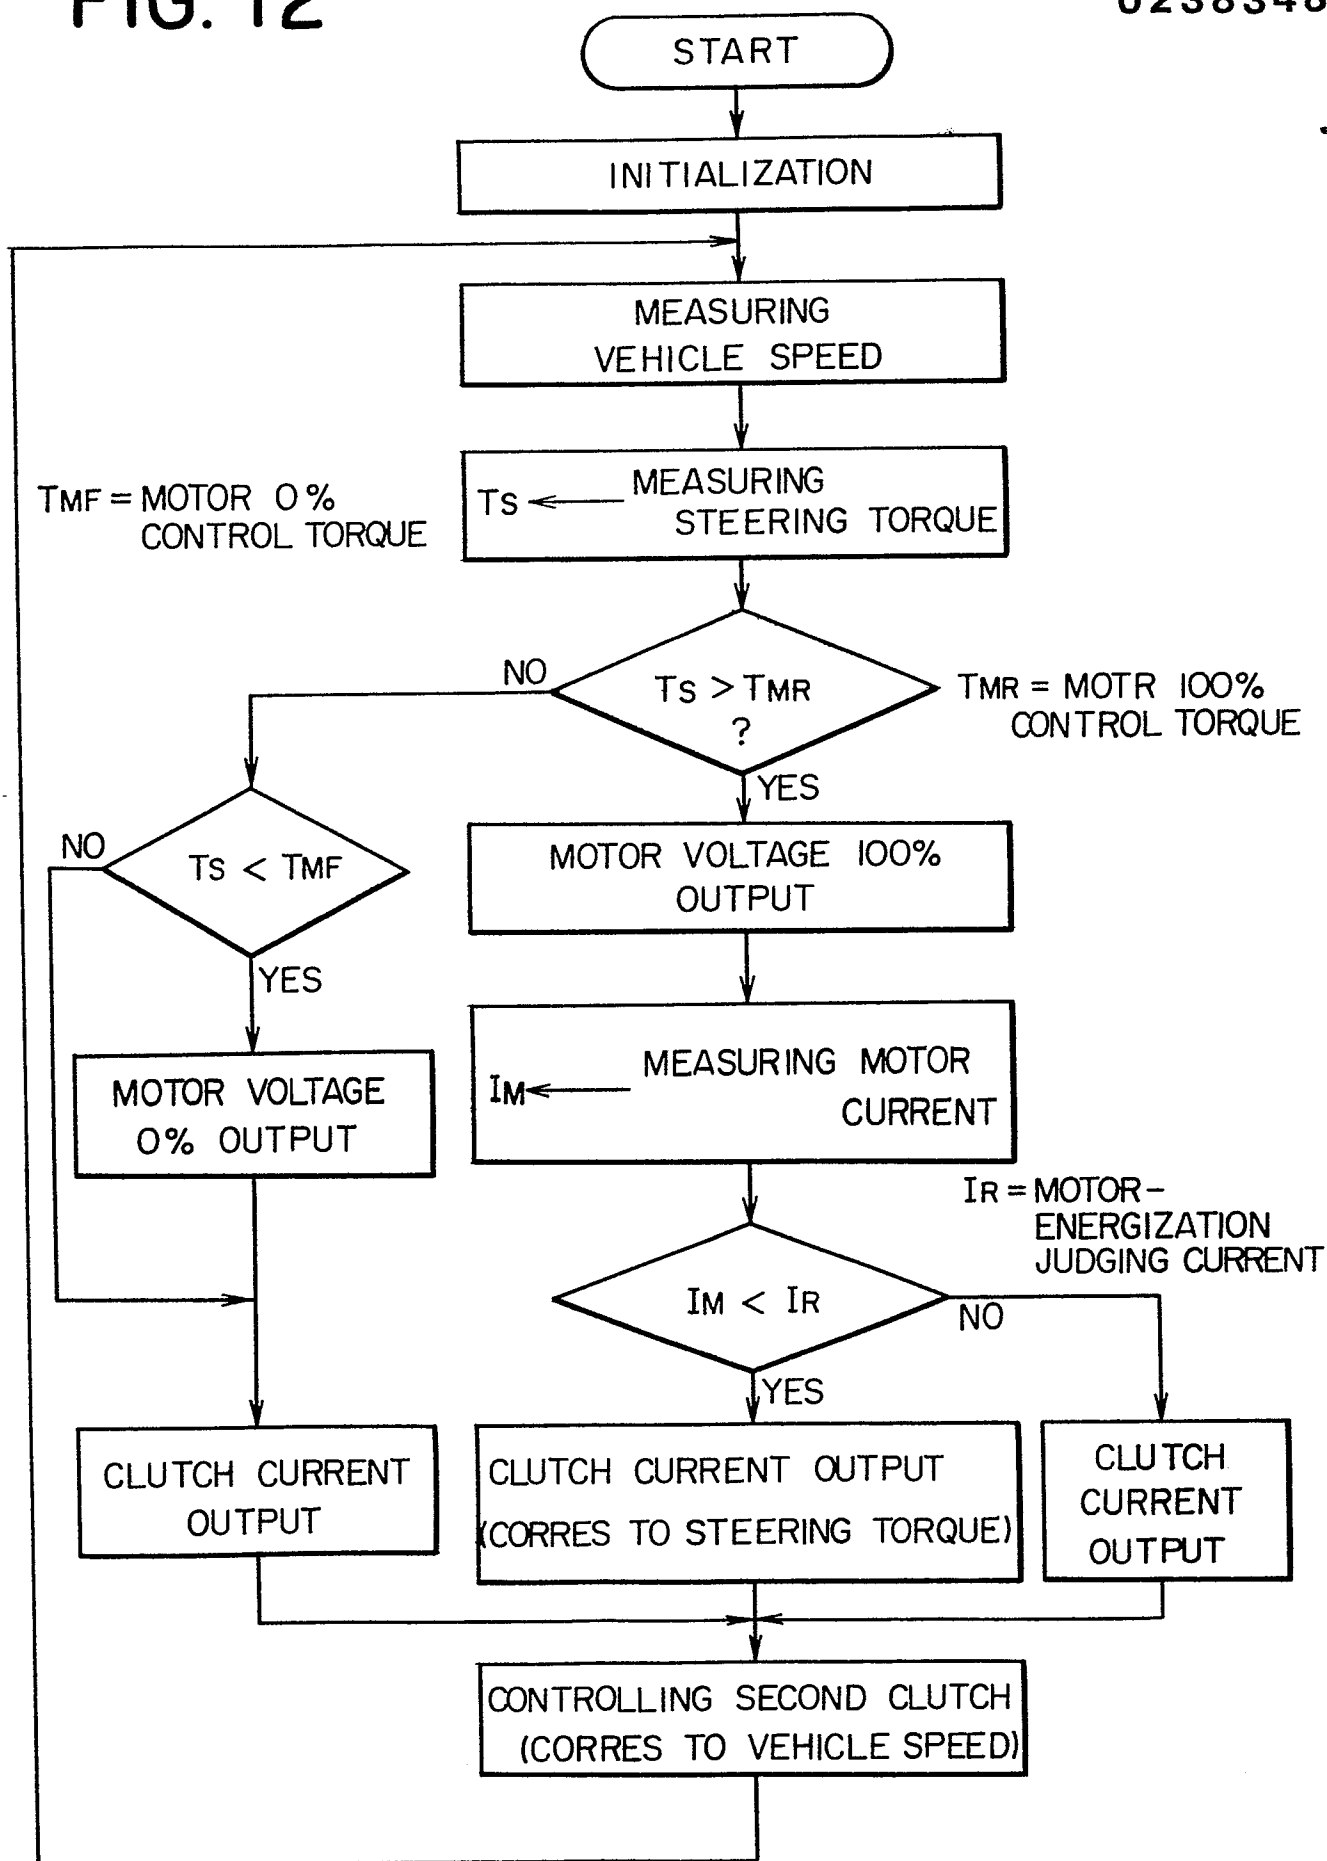 FIG. 12
START
INITIALIZATION
MEASURING
VEHICLE SPEED
TMF = MOTOR 0%
CONTROL TORQUE
TS ← MEASURING
STEERING TORQUE
NO
TS > TMR
?
TMR = MOTR 100%
CONTROL TORQUE
YES
NO
TS < TMF
MOTOR VOLTAGE 100%
OUTPUT
YES
MOTOR VOLTAGE
0% OUTPUT
IM ← MEASURING MOTOR
CURRENT
IR = MOTOR-
ENERGIZATION
JUDGING CURRENT
IM < IR
NO
YES
CLUTCH CURRENT
OUTPUT
CLUTCH CURRENT OUTPUT
(CORRES TO STEERING TORQUE)
CLUTCH
CURRENT
OUTPUT
CONTROLLING SECOND CLUTCH
(CORRES TO VEHICLE SPEED)